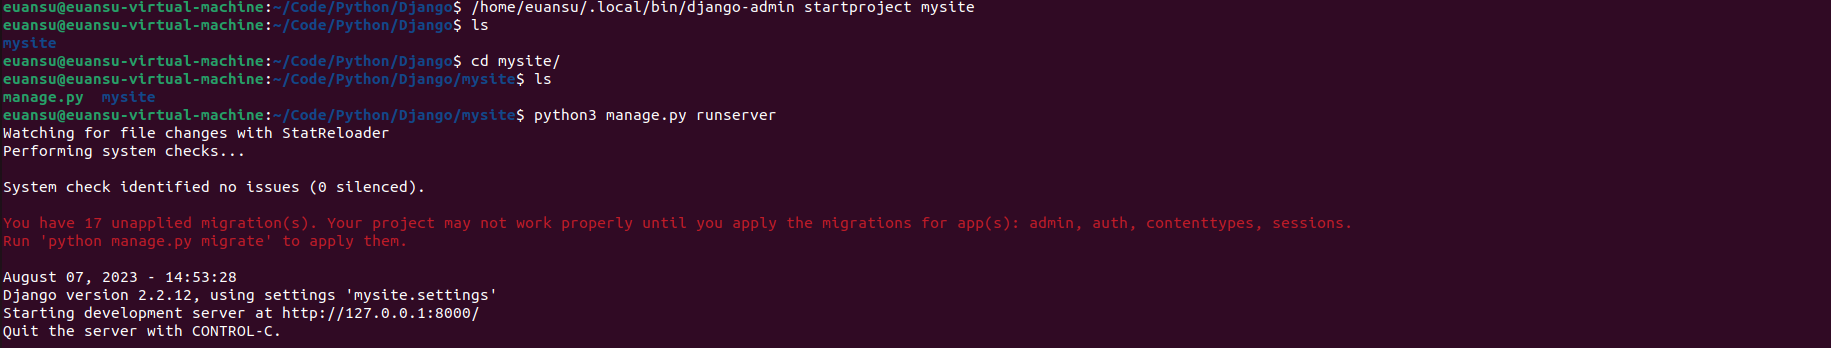 euansu@euansu-virtual-machine:~/Code/Python/Django$ /home/euansu/.local/bin/django-admin startproject mysite
euansu@euansu-virtual-machine:~/Code/Python/Django$ ls
mysite
euansu@euansu-virtual-machine:~/Code/Python/Django$ cd mysite/
euansu@euansu-virtual-machine:~/Code/Python/Django/mysite$ ls
manage.py  mysite
euansu@euansu-virtual-machine:~/Code/Python/Django/mysite$ python3 manage.py runserver
Watching for file changes with StatReloader
Performing system checks...
System check identified no issues (0 silenced).
You have 17 unapplied migration(s). Your project may not work properly until you apply the migrations for app(s): admin, auth, contenttypes, sessions.
Run 'python manage.py migrate' to apply them.
August 07, 2023 - 14:53:28
Django version 2.2.12, using settings 'mysite.settings'
Starting development server at http://127.0.0.1:8000/
Quit the server with CONTROL-C.